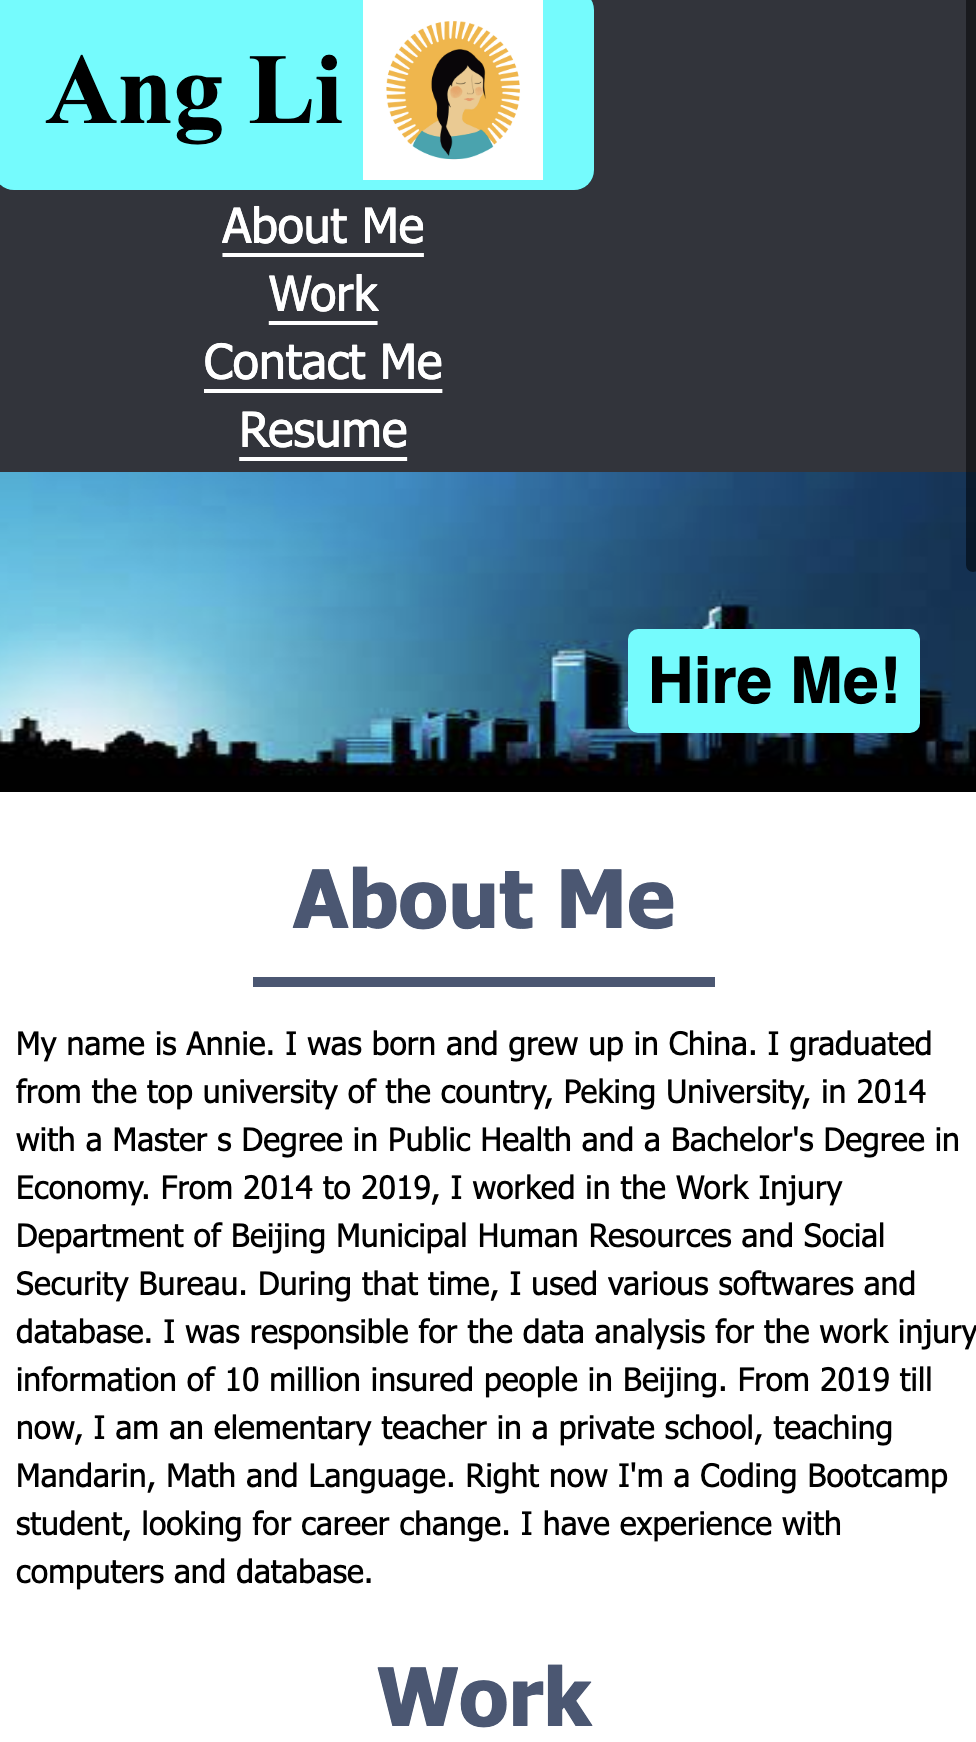 Ang Li
About Me
Work
Contact Me
Resume
Hire Me!
About Me
My name is Annie. I was born and grew up in China. I graduated
from the top university of the country, Peking University, in 2014
with a Master s Degree in Public Health and a Bachelor's Degree in
Economy. From 2014 to 2019, I worked in the Work Injury
Department of Beijing Municipal Human Resources and Social
Security Bureau. During that time, I used various softwares and
database. I was responsible for the data analysis for the work injury
information of 10 million insured people in Beijing. From 2019 till
now, I am an elementary teacher in a private school, teaching
Mandarin, Math and Language. Right now I'm a Coding Bootcamp
student, looking for career change. I have experience with
computers and database.
Work